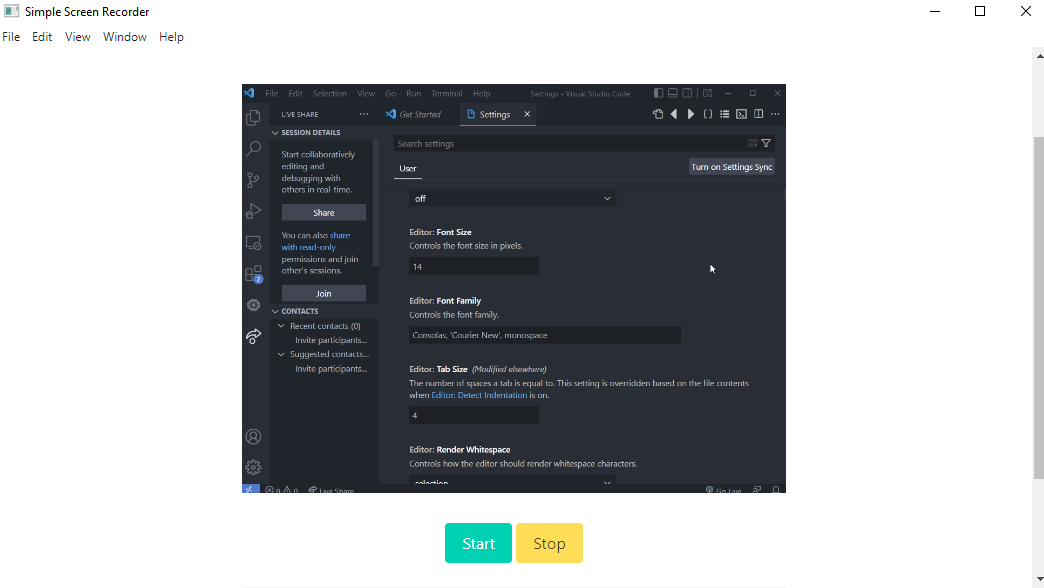 Simple Screen Recorder
File Edit View Window Help
File Edit Selection View Go Run Terminal Help Settings - Visual Studio Code
LIVE SHARE
Get Started
Settings
SESSION DETAILS
Start collaboratively
editing and
debugging with
others in real-time.
Share
You can also share
with read-only
permissions and join
other's sessions.
Join
CONTACTS
Recent contacts (0)
Invite participants...
Suggested contacts...
Invite participants...
2
Search settings
User
Turn on Settings Sync
off
Editor: Font Size
Controls the font size in pixels.
14
Editor: Font Family
Controls the font family.
Consolas, 'Courier New', monospace
Editor: Tab Size (Modified elsewhere)
The number of spaces a tab is equal to. This setting is overridden based on the file contents
when Editor: Detect Indentation is on.
4
Editor: Render Whitespace
Controls how the editor should render whitespace characters.
selection
0 0 Live Share Go Live
Start Stop